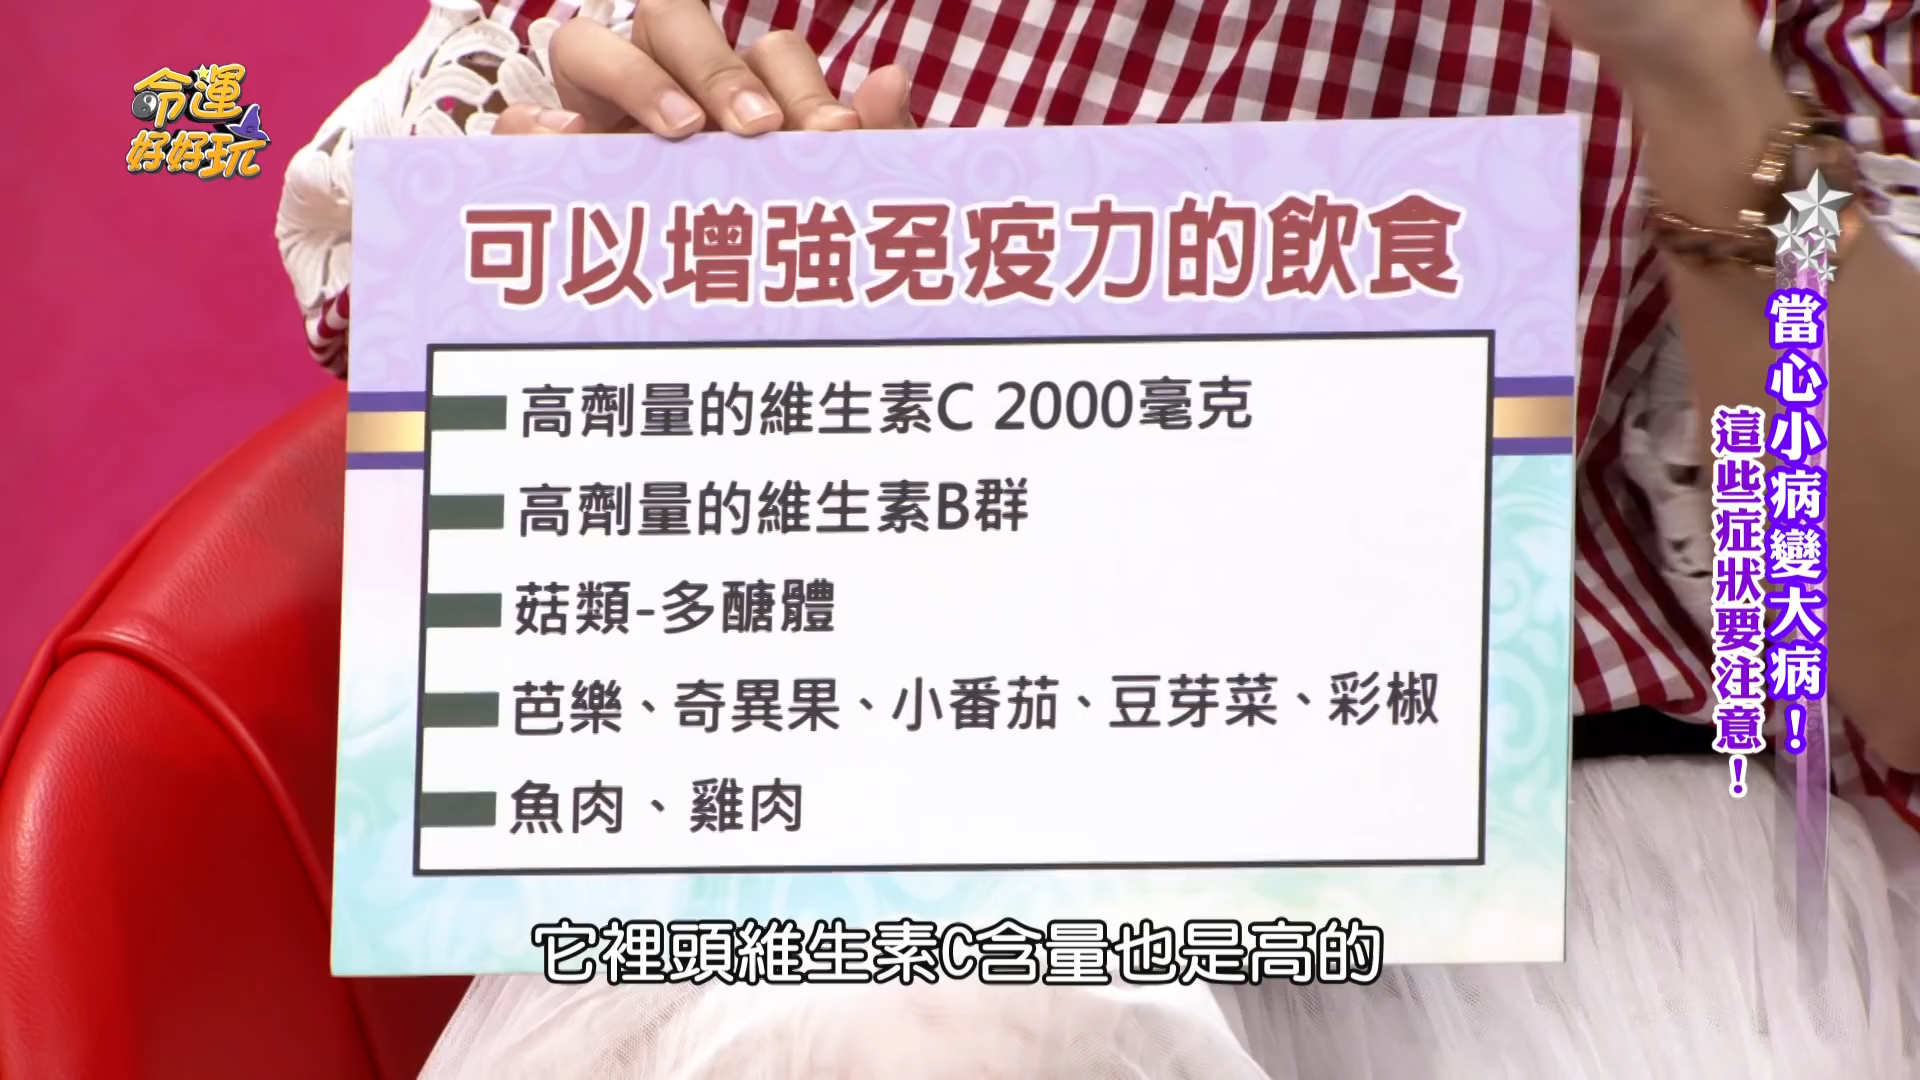 命運
好好玩
可以增強免疫力的飲食
高劑量的維生素C 2000毫克
高劑量的維生素B群
菇類-多醣體
芭樂、奇異果、小番茄、豆芽菜、彩椒
魚肉、雞肉
當心小病變大病！
這些症狀要注意！
它裡頭維生素C含量也是高的